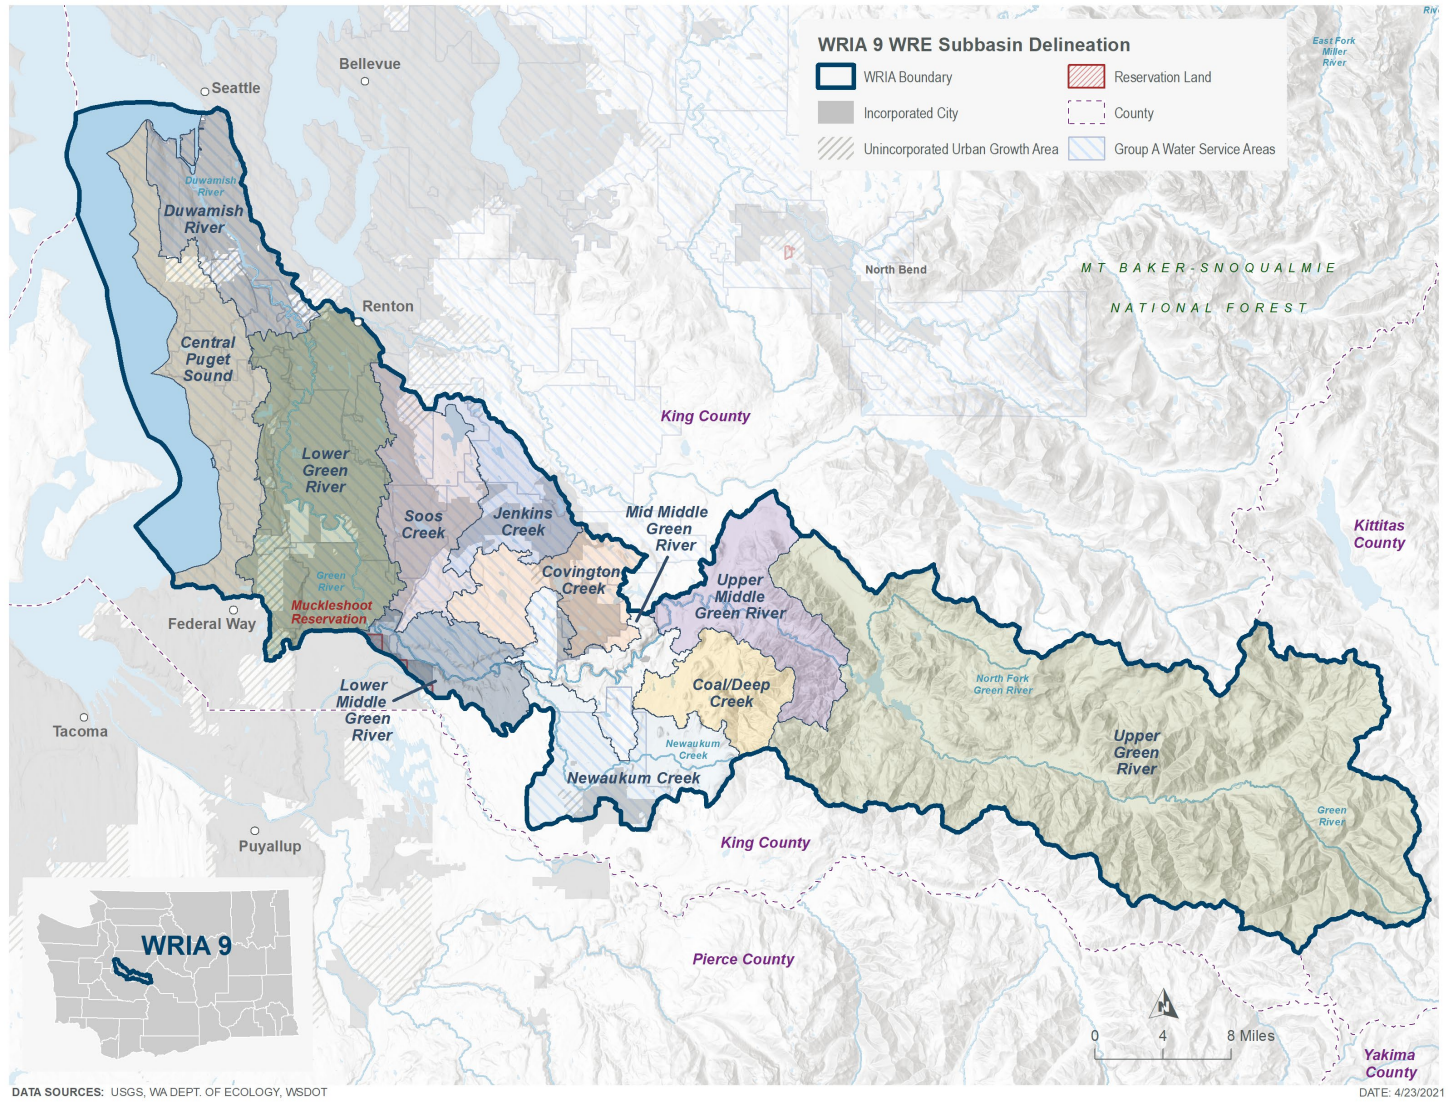 WRIA 9 WRE Subbasin Delineation
WRIA Boundary
Reservation Land
Incorporated City
County
Unincorporated Urban Growth Area
Group A Water Service Areas
East Fork
Miller
River
Bellevue
Seattle
Duwamish
River
Duwamish
River
North Bend
MT BAKER-SNOQUALMIE
NATIONAL FOREST
Renton
Central
Puget
Sound
King County
Lower
Green
River
Soos
Creek
Jenkins
Creek
Mid Middle
Green
River
Kittitas
County
Covington
Creek
Green
River
Upper
Middle
Green River
Muckleshoot
Reservation
Federal Way
Lower
Middle
Green
River
Coal/Deep
Creek
North Fork
Green River
Tacoma
Newaukum
Creek
Upper
Green
River
Newaukum Creek
Green
River
Puyallup
King County
WRIA 9
Pierce County
N
0
4
8 Miles
Yakima
County
DATA SOURCES: USGS, WA DEPT. OF ECOLOGY, WSDOT
DATE: 4/23/2021